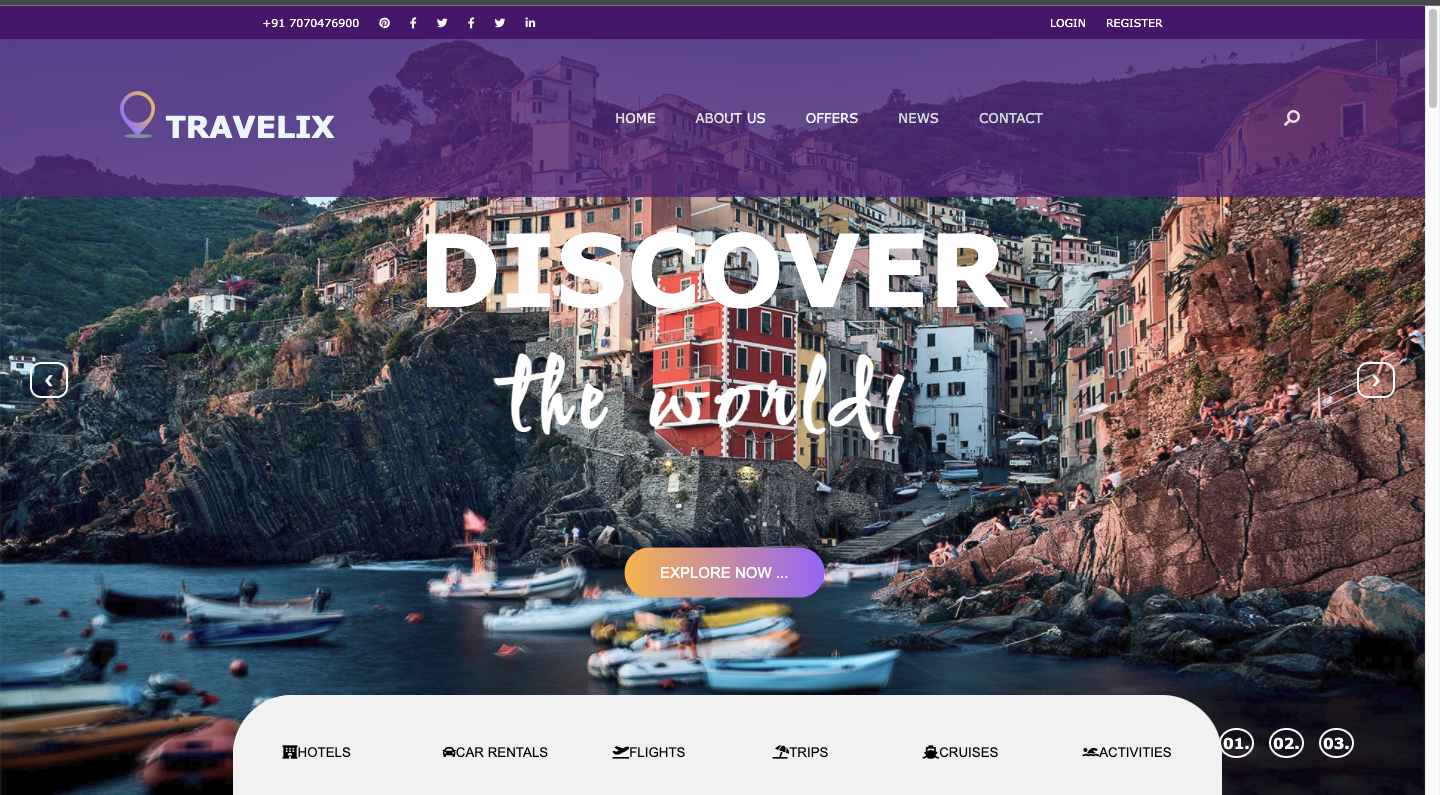 +91 7070476900 LOGIN REGISTER
TRAVELIX HOME ABOUT US OFFERS NEWS CONTACT
DISCOVER
the world!
EXPLORE NOW ...
HOTELS CAR RENTALS FLIGHTS TRIPS CRUISES ACTIVITIES 01. 02. 03.